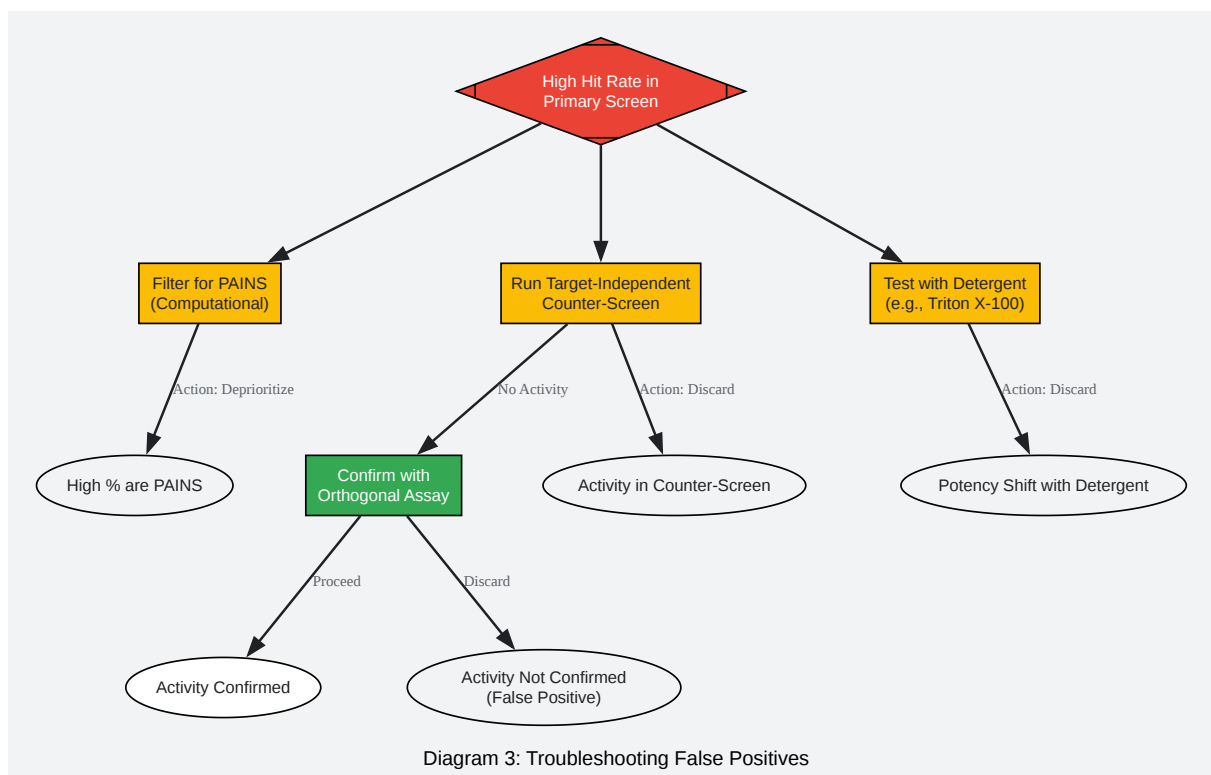 High Hit Rate in
Primary Screen
Filter for PAINS
(Computational)
Run Target-Independent
Counter-Screen
Test with Detergent
(e.g., Triton X-100)
Action: Deprioritize
No Activity
Action: Discard
Action: Discard
High % are PAINS
Confirm with
Orthogonal Assay
Activity in Counter-Screen
Potency Shift with Detergent
Proceed
Discard
Activity Confirmed
Activity Not Confirmed
(False Positive)
Diagram 3: Troubleshooting False Positives